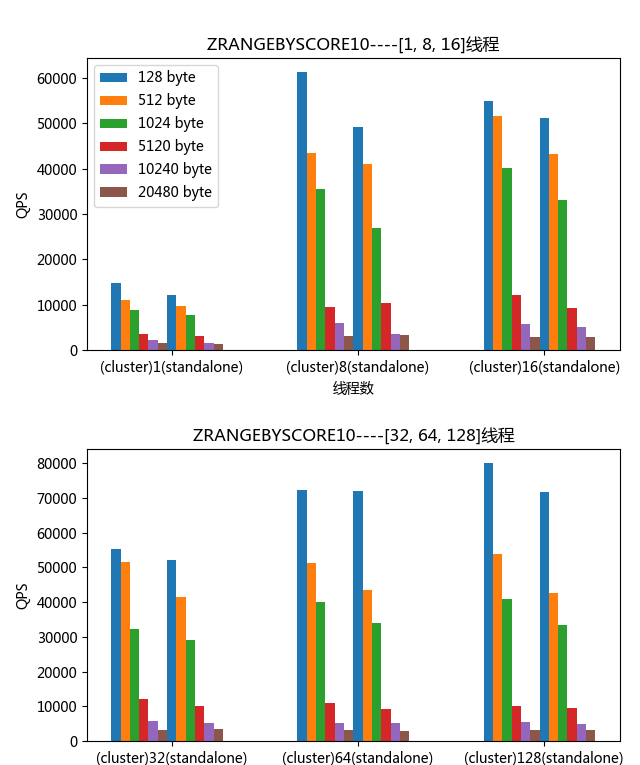 ZRANGEBYSCORE10----[1, 8, 16]线程
QPS
60000
50000
40000
30000
20000
10000
0
128 byte
512 byte
1024 byte
5120 byte
10240 byte
20480 byte
(cluster)1(standalone)
(cluster)8(standalone)
(cluster)16(standalone)
线程数
ZRANGEBYSCORE10----[32, 64, 128]线程
QPS
80000
70000
60000
50000
40000
30000
20000
10000
0
(cluster)32(standalone)
(cluster)64(standalone)
(cluster)128(standalone)